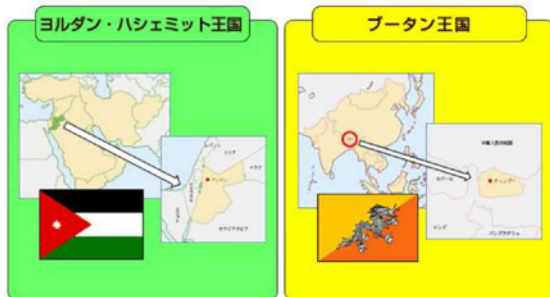 ヨルダン・ハシェミット王国
シリア
イラク
アンマン
サウジアラビア
ブータン王国
中華人民共和国
ネパール
ティンプー
インド
バングラデシュ